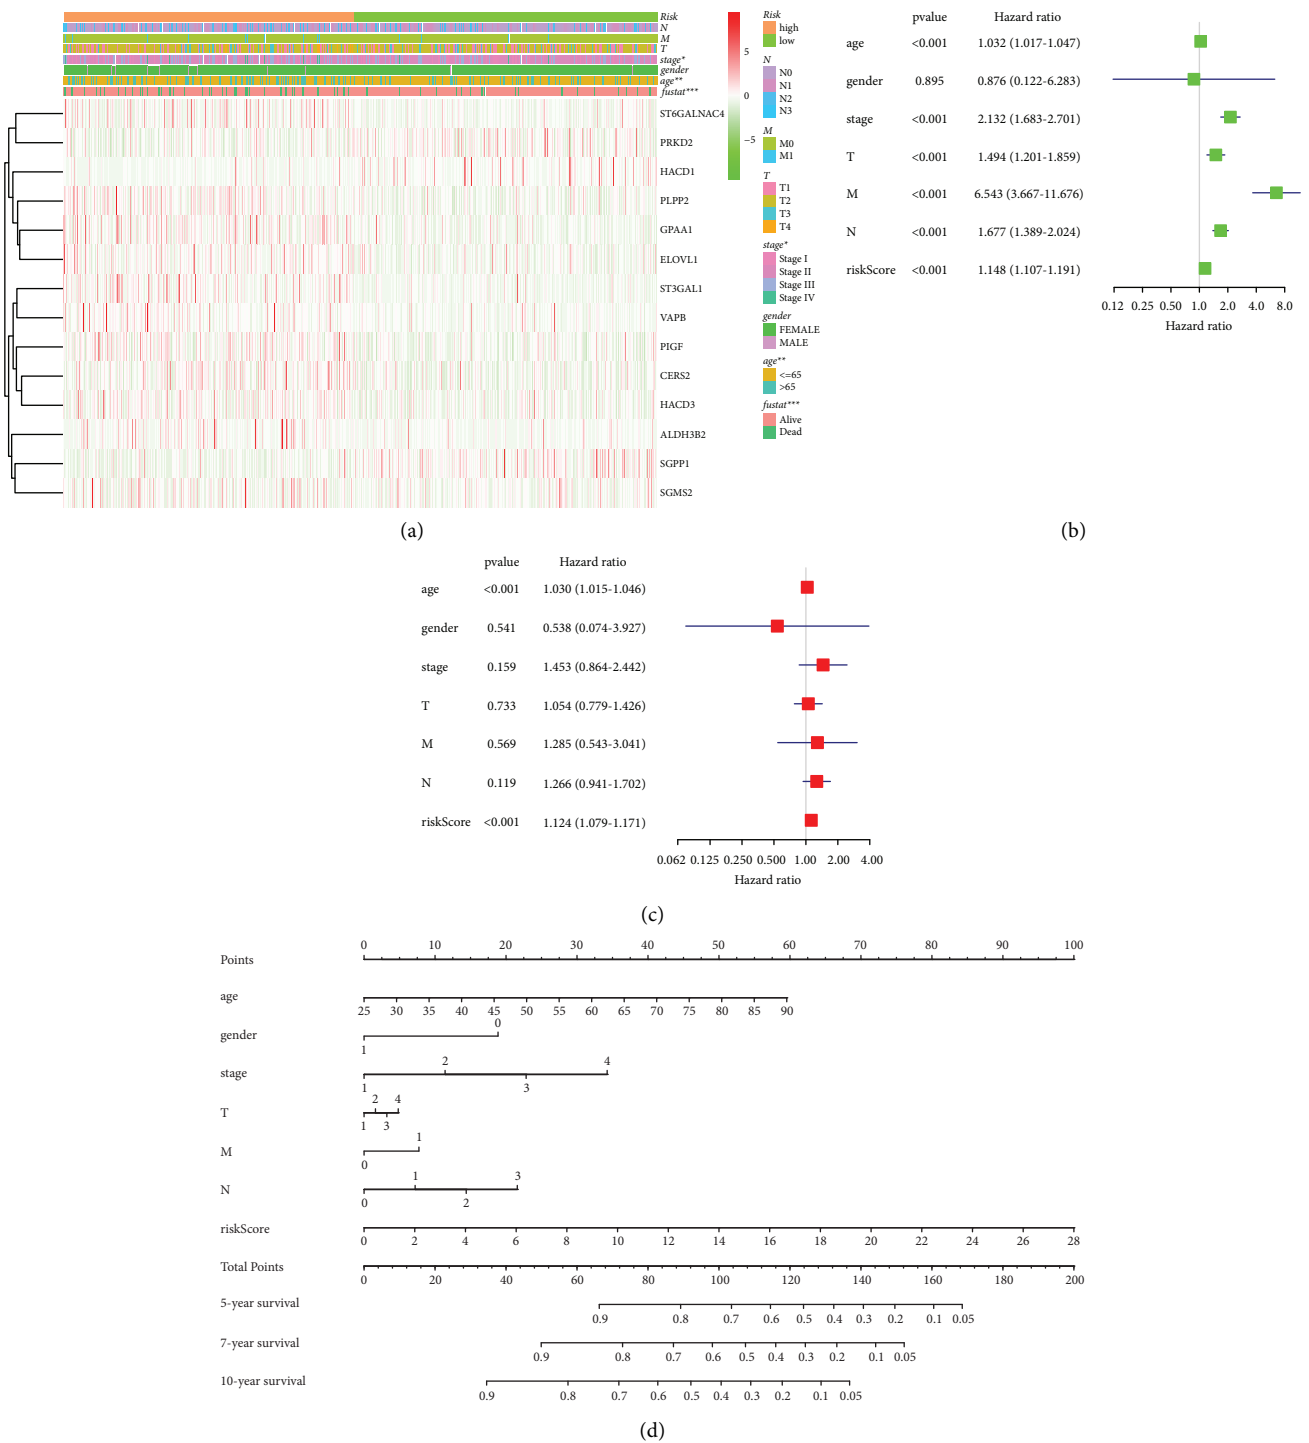 Risk
N
M
T
stage*
gender
age**
fustat***
ST6GALNAC4
PRKD2
HACD1
PLPP2
GPAA1
ELOVL1
ST3GAL1
VAPB
PIGF
CERS2
HACD3
ALDH3B2
SGPP1
SGMS2
5
0
−5
Risk
high
low
N
N0
N1
N2
N3
M
M0
M1
T
T1
T2
T3
T4
stage*
Stage I
Stage II
Stage III
Stage IV
gender
FEMALE
MALE
age**
<=65
>65
fustat***
Alive
Dead
(a)
pvalue Hazard ratio
age <0.001 1.032 (1.017-1.047)
gender 0.895 0.876 (0.122-6.283)
stage <0.001 2.132 (1.683-2.701)
T <0.001 1.494 (1.201-1.859)
M <0.001 6.543 (3.667-11.676)
N <0.001 1.677 (1.389-2.024)
riskScore <0.001 1.148 (1.107-1.191)
0.12 0.25 0.50 1.0 2.0 4.0 8.0
Hazard ratio
(b)
pvalue Hazard ratio
age <0.001 1.030 (1.015-1.046)
gender 0.541 0.538 (0.074-3.927)
stage 0.159 1.453 (0.864-2.442)
T 0.733 1.054 (0.779-1.426)
M 0.569 1.285 (0.543-3.041)
N 0.119 1.266 (0.941-1.702)
riskScore <0.001 1.124 (1.079-1.171)
0.062 0.125 0.250 0.500 1.00 2.00 4.00
Hazard ratio
(c)
0 10 20 30 40 50 60 70 80 90 100
Points
age
25 30 35 40 45 50 55 60 65 70 75 80 85 90
0
gender
1
2 4
stage
1 3
2 4
T
1 3
1
M
0
1 3
N
0 2
riskScore
0 2 4 6 8 10 12 14 16 18 20 22 24 26 28
Total Points
0 20 40 60 80 100 120 140 160 180 200
5-year survival
0.9 0.8 0.7 0.6 0.5 0.4 0.3 0.2 0.1 0.05
7-year survival
0.9 0.8 0.7 0.6 0.5 0.4 0.3 0.2 0.1 0.05
10-year survival
0.9 0.8 0.7 0.6 0.5 0.4 0.3 0.2 0.1 0.05
(d)